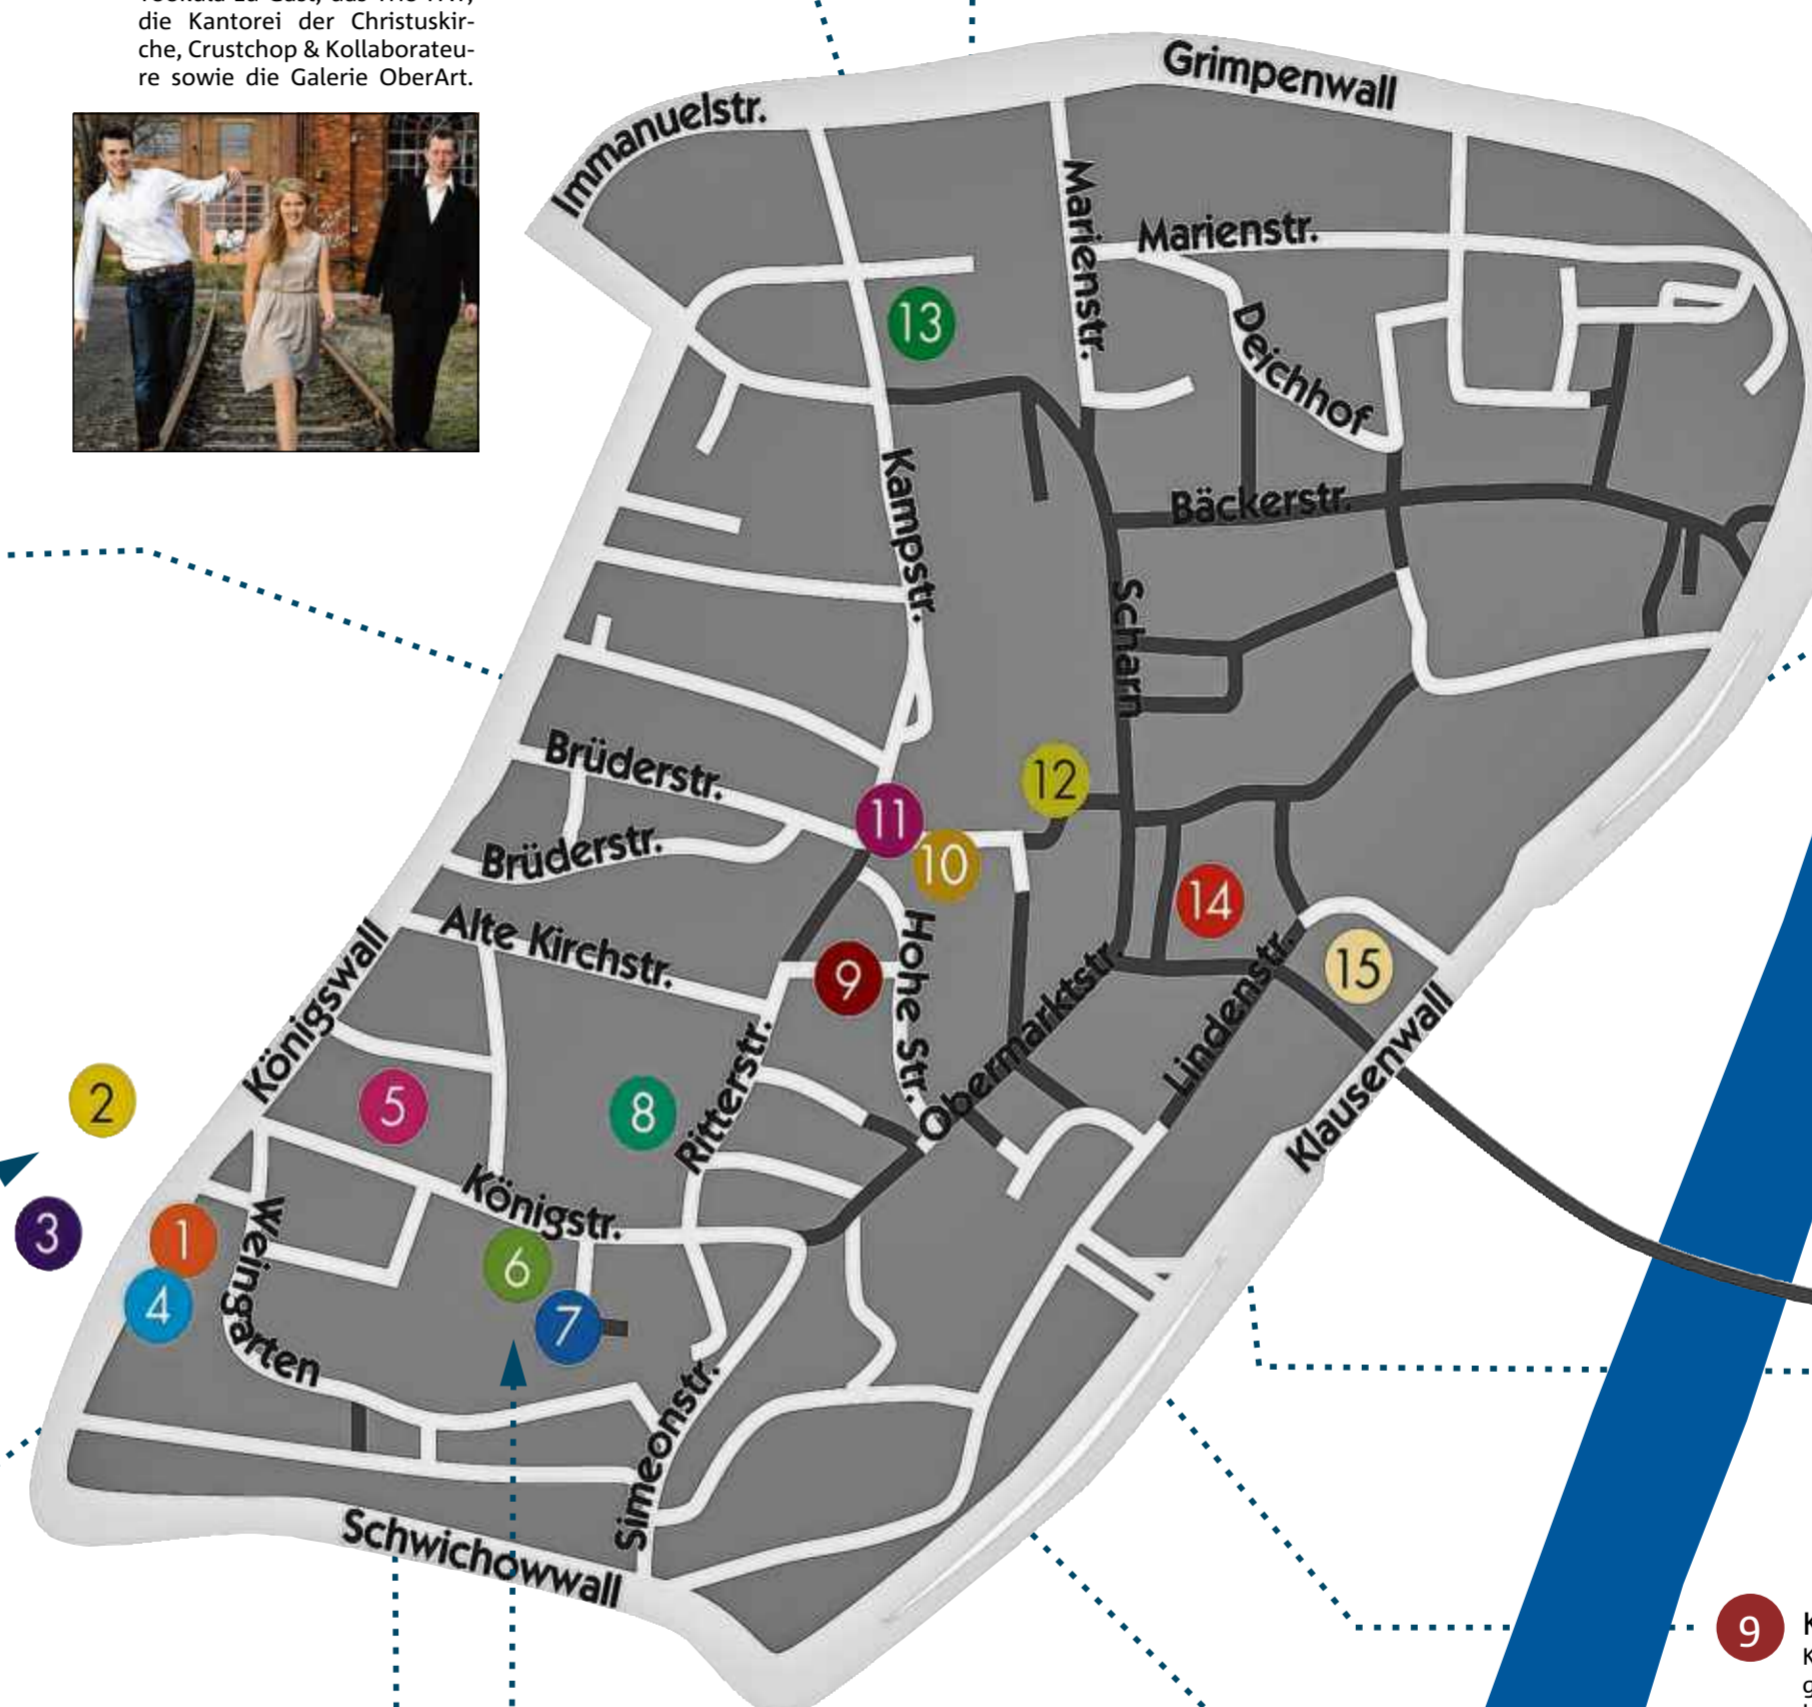 die Kantorei der Christuskir-
che, Crustchop & Kollaborateu-
re sowie die Galerie OberArt.
Grimpenwall
Immanuelstr.
Marienstr.
Marienstr.
13
Deichhof
Kampstr.
Bäckerstr.
Scharn
Brüderstr.
12
11
Brüderstr.
10
14
Alte Kirchstr.
Hohe Str.
9
15
Königswall
Obermarktstr.
Lindenstr.
Ritterstr.
Klausenwall
2
5
8
Königstr.
3
1
Weingarten
6
4
7
Simeonstr.
Schwichowwall
9
K
K
g